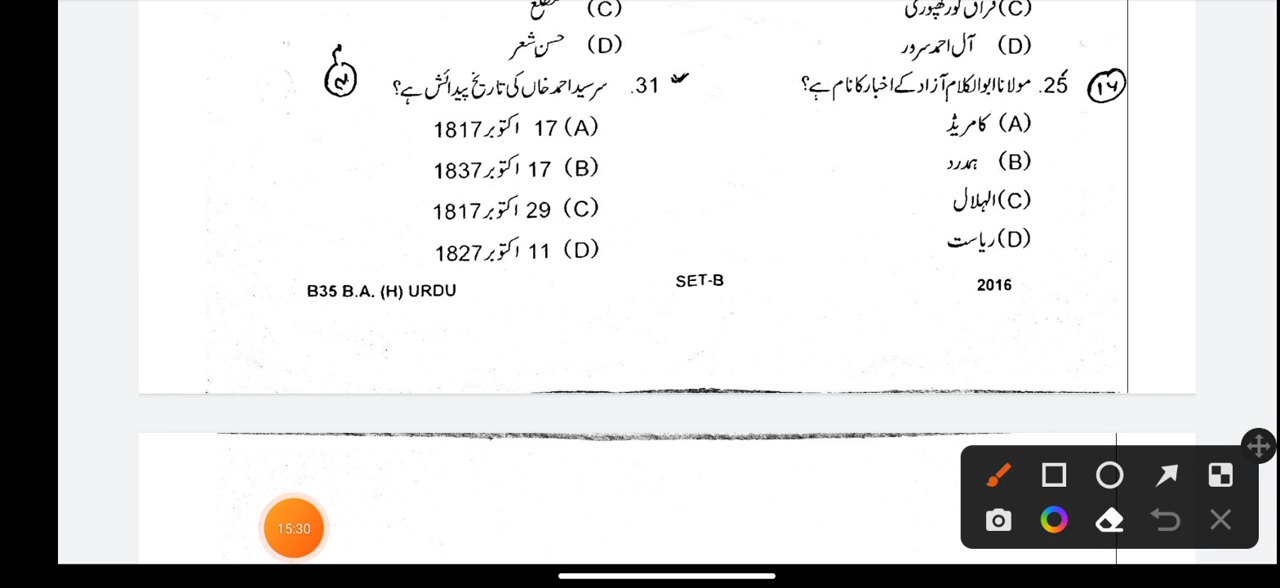 (C) فراق گورکھپوری
(D) آل احمد سرور
25. مولانا ابوالکلام آزاد کے اخبار کا نام ہے؟
(A) کامریڈ
(B) ہمدرد
(C) الہلال
(D) ریاست
(C)
(D) حسن شعر
31. سرسید احمد خاں کی تاریخ پیدائش ہے؟
(A) 17 اکتوبر 1817
(B) 17 اکتوبر 1837
(C) 29 اکتوبر 1817
(D) 11 اکتوبر 1827
B35 B.A. (H) URDU
SET-B
2016
15:30